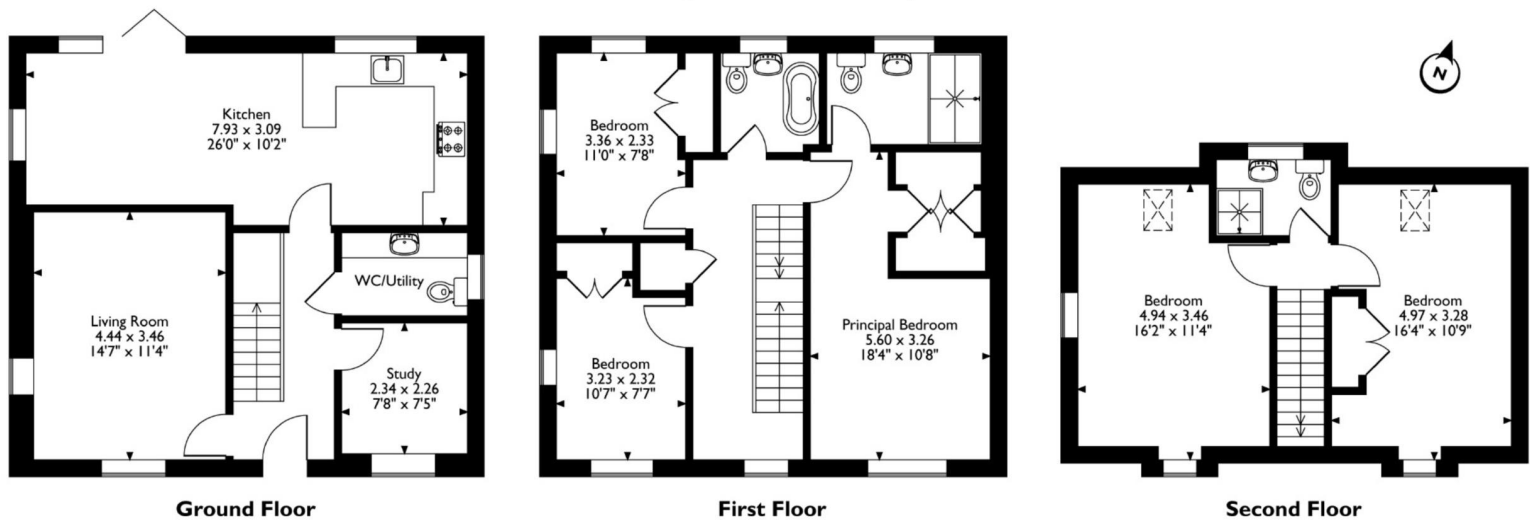 Kitchen
7.93 x 3.09
26'0" x 10'2"
Living Room
4.44 x 3.46
14'7" x 11'4"
WC/Utility
Study
2.34 x 2.26
7'8" x 7'5"
Ground Floor
Bedroom
3.36 x 2.33
11'0" x 7'8"
Bedroom
3.23 x 2.32
10'7" x 7'7"
Principal Bedroom
5.60 x 3.26
18'4" x 10'8"
First Floor
N
Bedroom
4.94 x 3.46
16'2" x 11'4"
Bedroom
4.97 x 3.28
16'4" x 10'9"
Second Floor